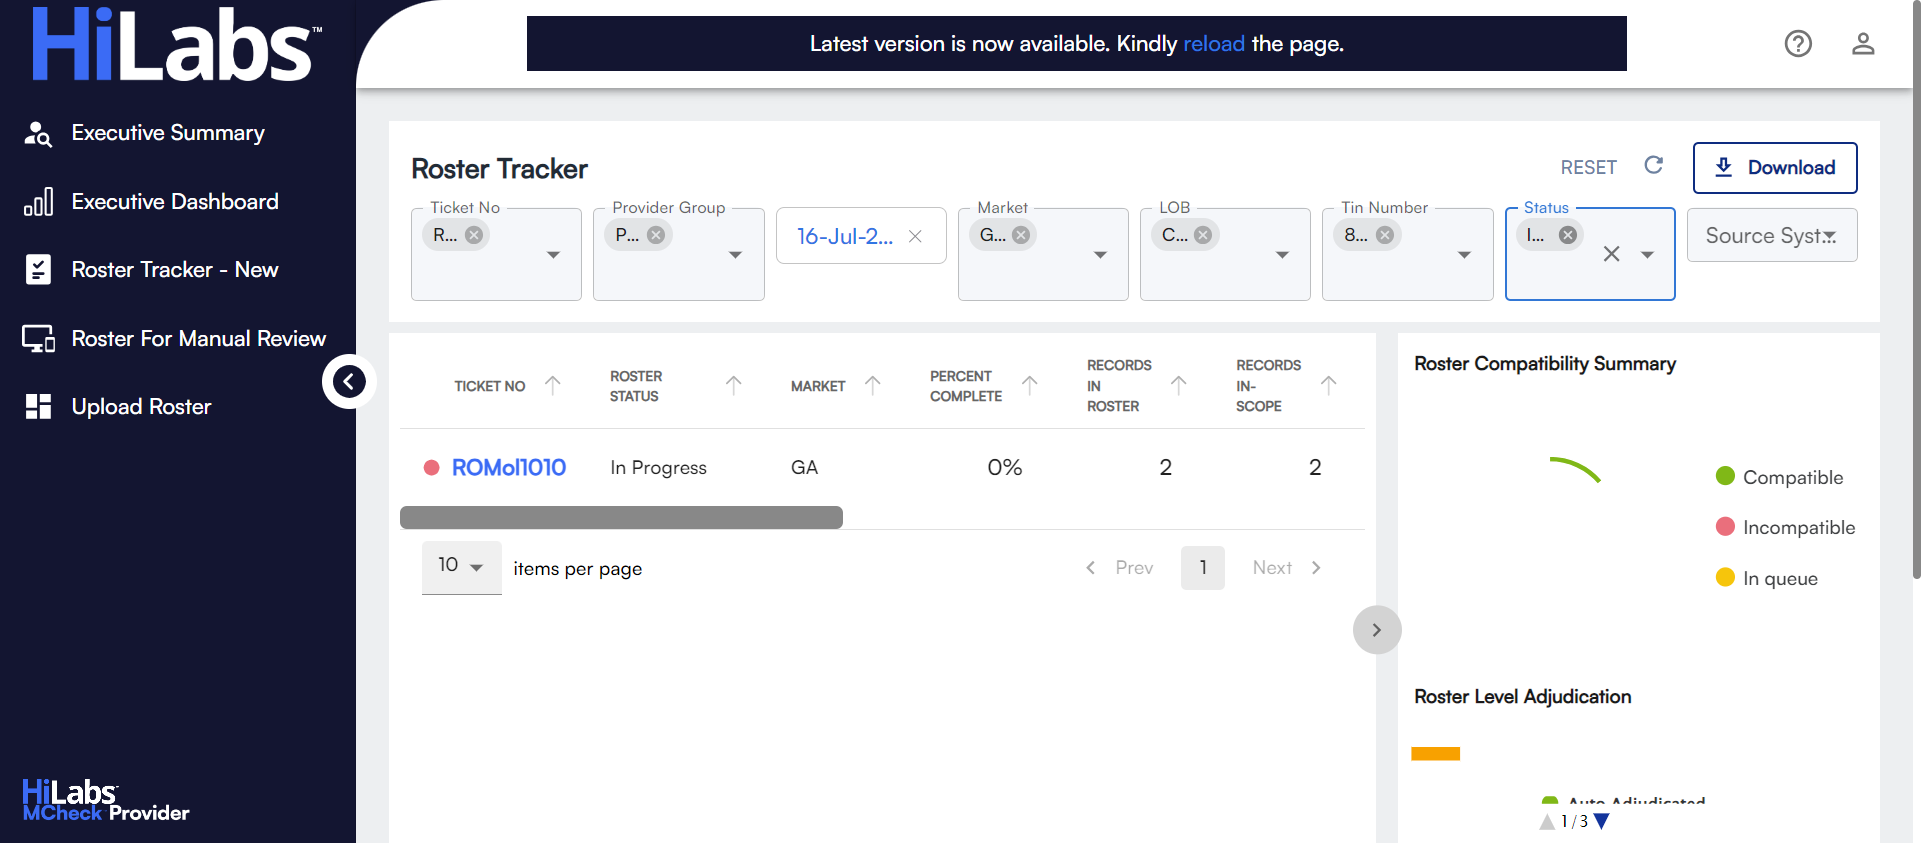 HiLabs™
Executive Summary
Executive Dashboard
Roster Tracker - New
Roster For Manual Review
Upload Roster
HiLabs
MCheck Provider
Latest version is now available. Kindly reload the page.
Roster Tracker
RESET
Download
Ticket No
R...
Provider Group
P...
16-Jul-2...
Market
G...
LOB
C...
Tin Number
8...
Status
I...
Source Syst...
TICKET NO
ROSTER
STATUS
MARKET
PERCENT
COMPLETE
RECORDS
IN
ROSTER
RECORDS
IN-
SCOPE
ROMol1010
In Progress
GA
0%
2
2
10
items per page
Prev
1
Next
Roster Compatibility Summary
Compatible
Incompatible
In queue
Roster Level Adjudication
Auto Adjudicated
1/3